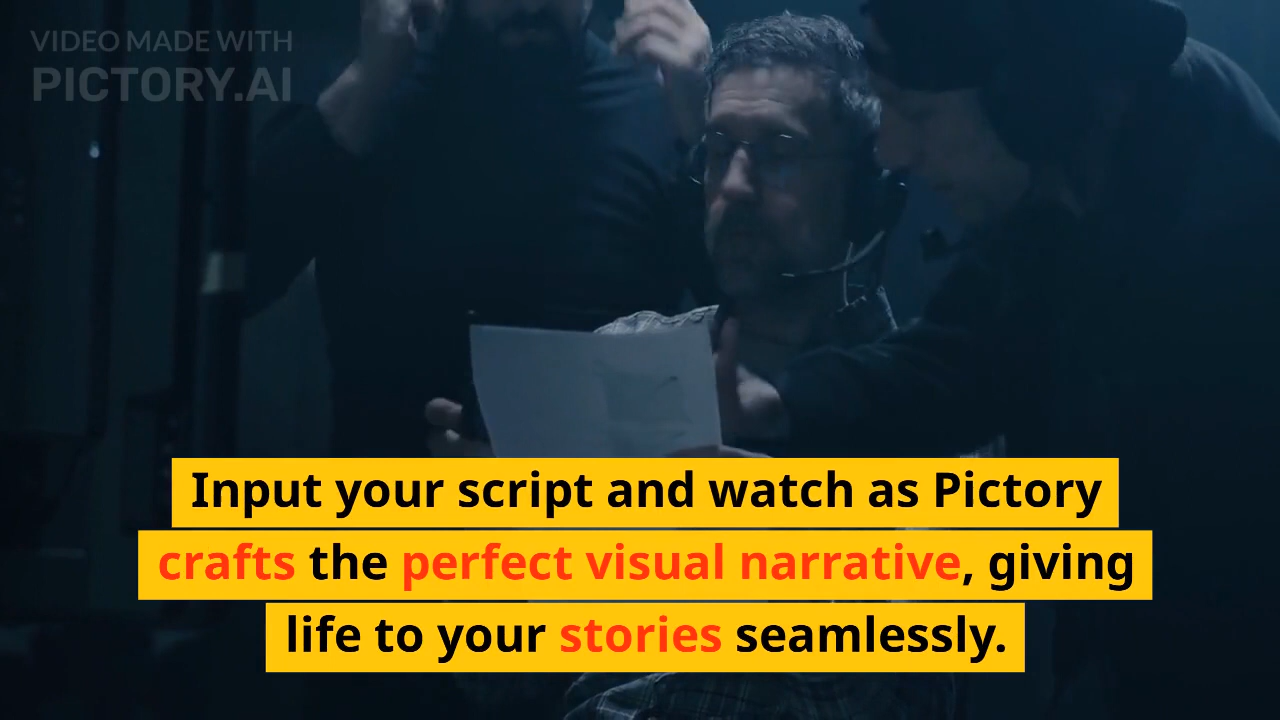 VIDEO MADE WITH
PICTORY.AI
Input your script and watch as Pictory
crafts the perfect visual narrative, giving
life to your stories seamlessly.